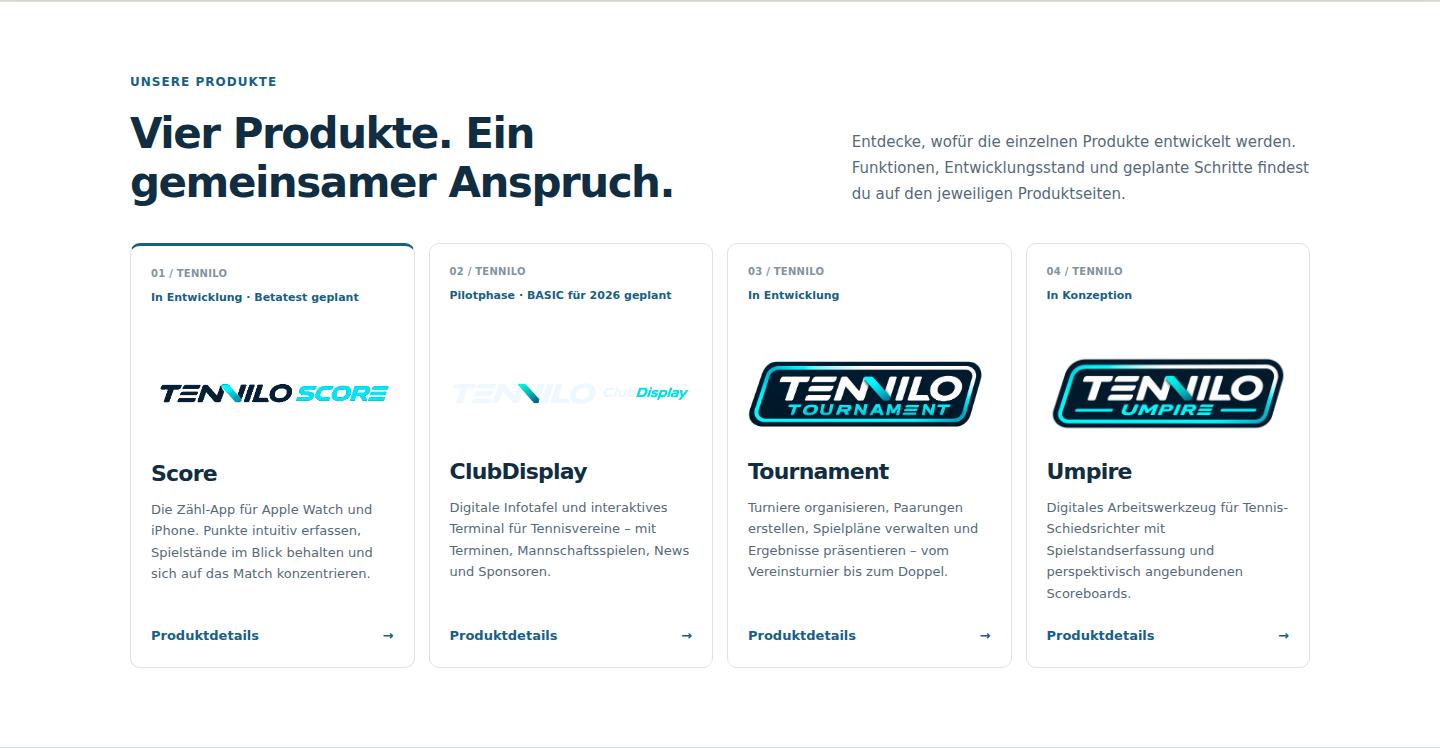 UNSERE PRODUKTE
Vier Produkte. Ein
gemeinsamer Anspruch.
Entdecke, wofür die einzelnen Produkte entwickelt werden.
Funktionen, Entwicklungsstand und geplante Schritte findest
du auf den jeweiligen Produktseiten.
01 / TENNILO
In Entwicklung · Betatest geplant
TENNILO SCORE
Score
Die Zähl-App für Apple Watch und
iPhone. Punkte intuitiv erfassen,
Spielstände im Blick behalten und
sich auf das Match konzentrieren.
Produktdetails →
02 / TENNILO
Pilotphase · BASIC für 2026 geplant
TENNILO ClubDisplay
ClubDisplay
Digitale Infotafel und interaktives
Terminal für Tennisvereine – mit
Terminen, Mannschaftsspielen, News
und Sponsoren.
Produktdetails →
03 / TENNILO
In Entwicklung
TENNILO
TOURNAMENT
Tournament
Turniere organisieren, Paarungen
erstellen, Spielpläne verwalten und
Ergebnisse präsentieren – vom
Vereinsturnier bis zum Doppel.
Produktdetails →
04 / TENNILO
In Konzeption
TENNILO
UMPIRE
Umpire
Digitales Arbeitswerkzeug für Tennis-
Schiedsrichter mit
Spielstandserfassung und
perspektivisch angebundenen
Scoreboards.
Produktdetails →